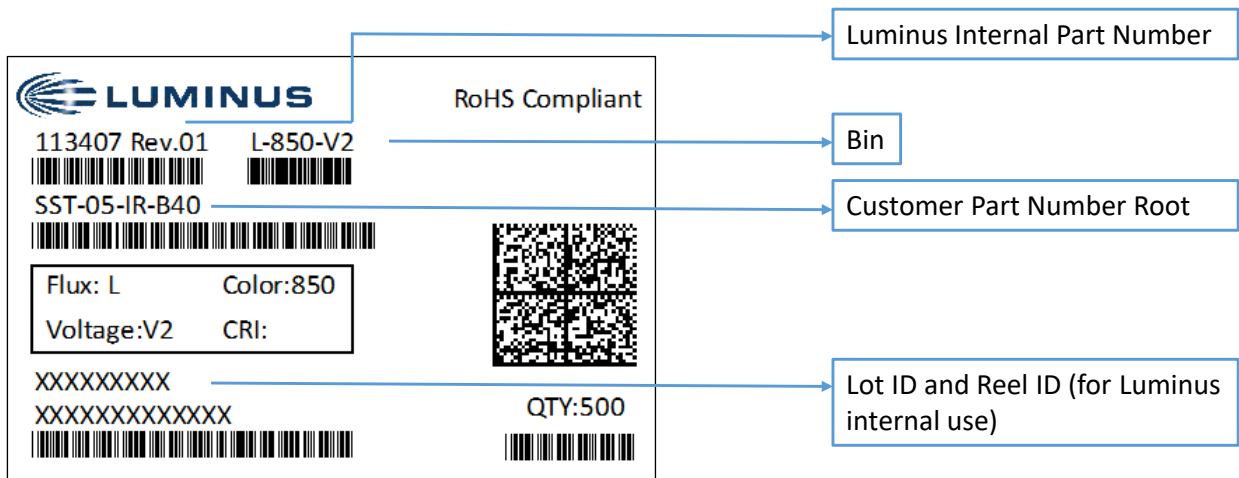 Luminus Internal Part Number
LUMINUS
RoHS Compliant
113407 Rev.01
L-850-V2
Bin
SST-05-IR-B40
Customer Part Number Root
Flux: L
Color:850
Voltage:V2
CRI:
XXXXXXXXX
Lot ID and Reel ID (for Luminus
internal use)
XXXXXXXXXXXXX
QTY:500